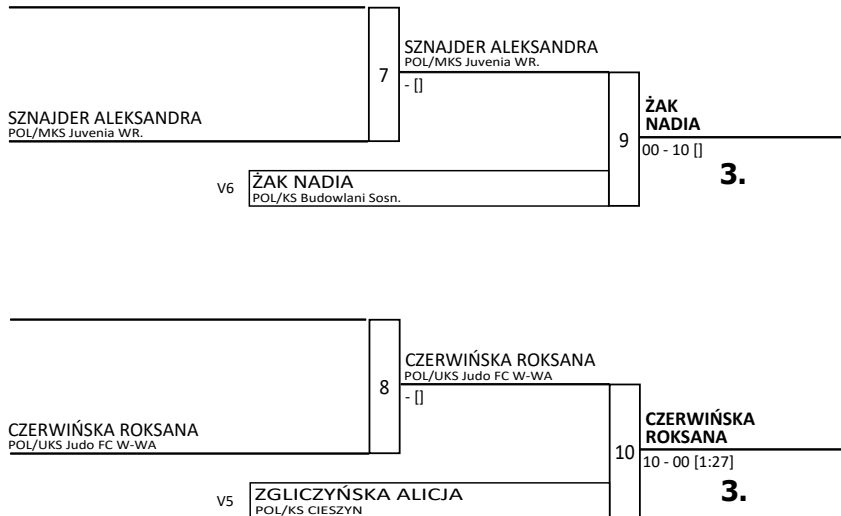 7
SZNAJDER ALEKSANDRA
POL/MKS Juvenia WR.
- []
SZNAJDER ALEKSANDRA
POL/MKS Juvenia WR.
9
ŻAK
NADIA
00 - 10 []
3.
V6
ŻAK NADIA
POL/KS Budowlani Sosn.
8
CZERWIŃSKA ROKSANA
POL/UKS Judo FC W-WA
- []
CZERWIŃSKA ROKSANA
POL/UKS Judo FC W-WA
10
CZERWIŃSKA
ROKSANA
10 - 00 [1:27]
3.
V5
ZGLICZYŃSKA ALICJA
POL/KS CIESZYN